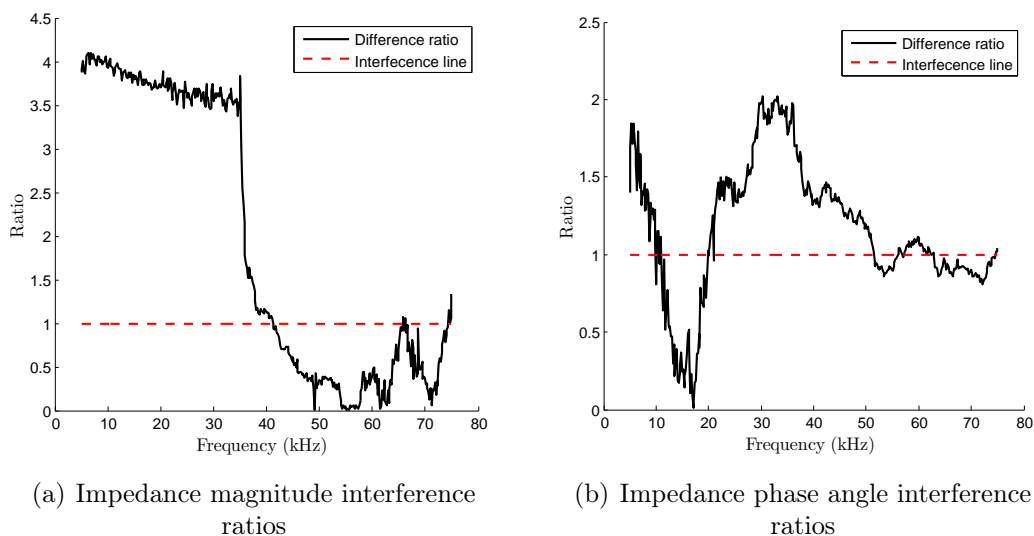 4.5
4
3.5
3
2.5
2
1.5
1
0.5
0
0 10 20 30 40 50 60 70 80
Ratio
Frequency (kHz)
Difference ratio
Interfecence line
(a) Impedance magnitude interference
ratios
2.5
2
1.5
1
0.5
0
0 10 20 30 40 50 60 70 80
Ratio
Frequency (kHz)
Difference ratio
Interfecence line
(b) Impedance phase angle interference
ratios